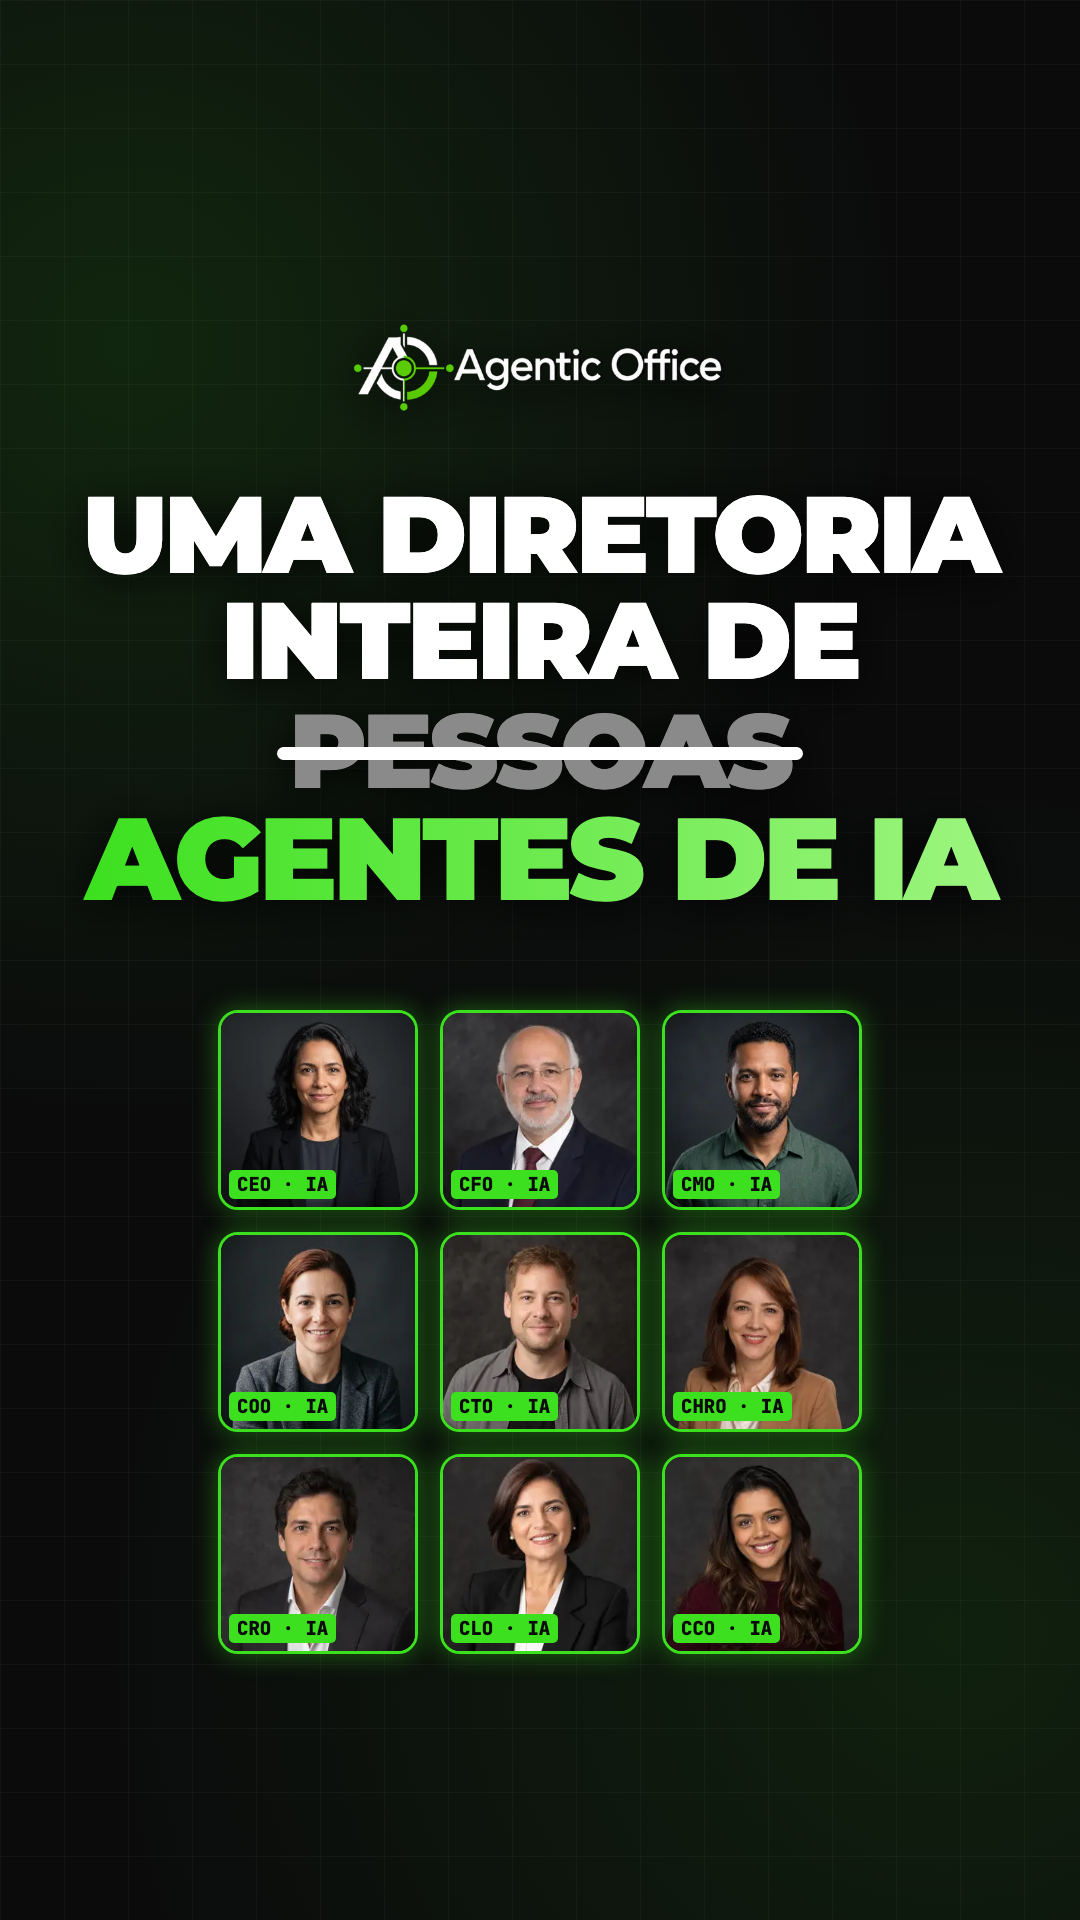 Agentic Office
UMA DIRETORIA
INTEIRA DE
PESSOAS
AGENTES DE IA
CEO · IA
CFO · IA
CMO · IA
COO · IA
CTO · IA
CHRO · IA
CRO · IA
CLO · IA
CCO · IA